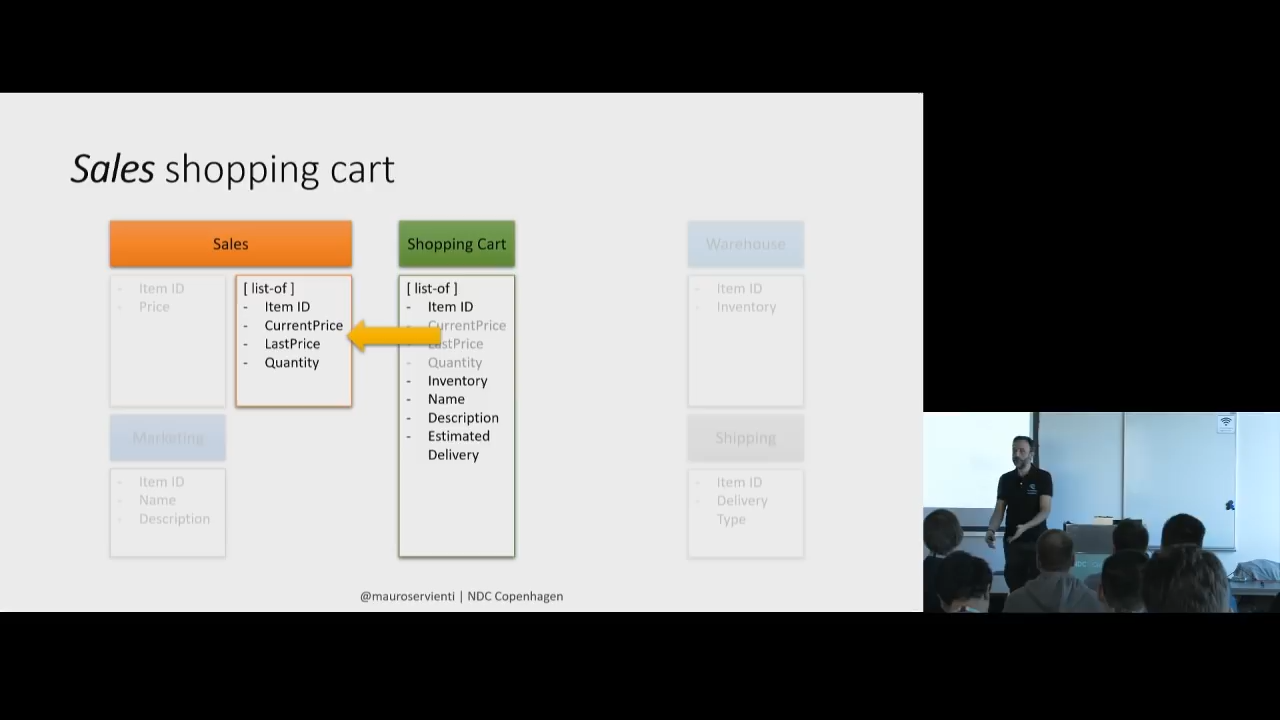 Sales shopping cart
Sales
- Item ID
- Price
[ list-of ]
- Item ID
- CurrentPrice
- LastPrice
- Quantity
Marketing
- Item ID
- Name
- Description
Shopping Cart
[ list-of ]
- Item ID
- CurrentPrice
LastPrice
- Quantity
- Inventory
- Name
- Description
- Estimated
Delivery
Warehouse
- Item ID
- Inventory
Shipping
- Item ID
- Delivery
Type
@mauroservienti | NDC Copenhagen